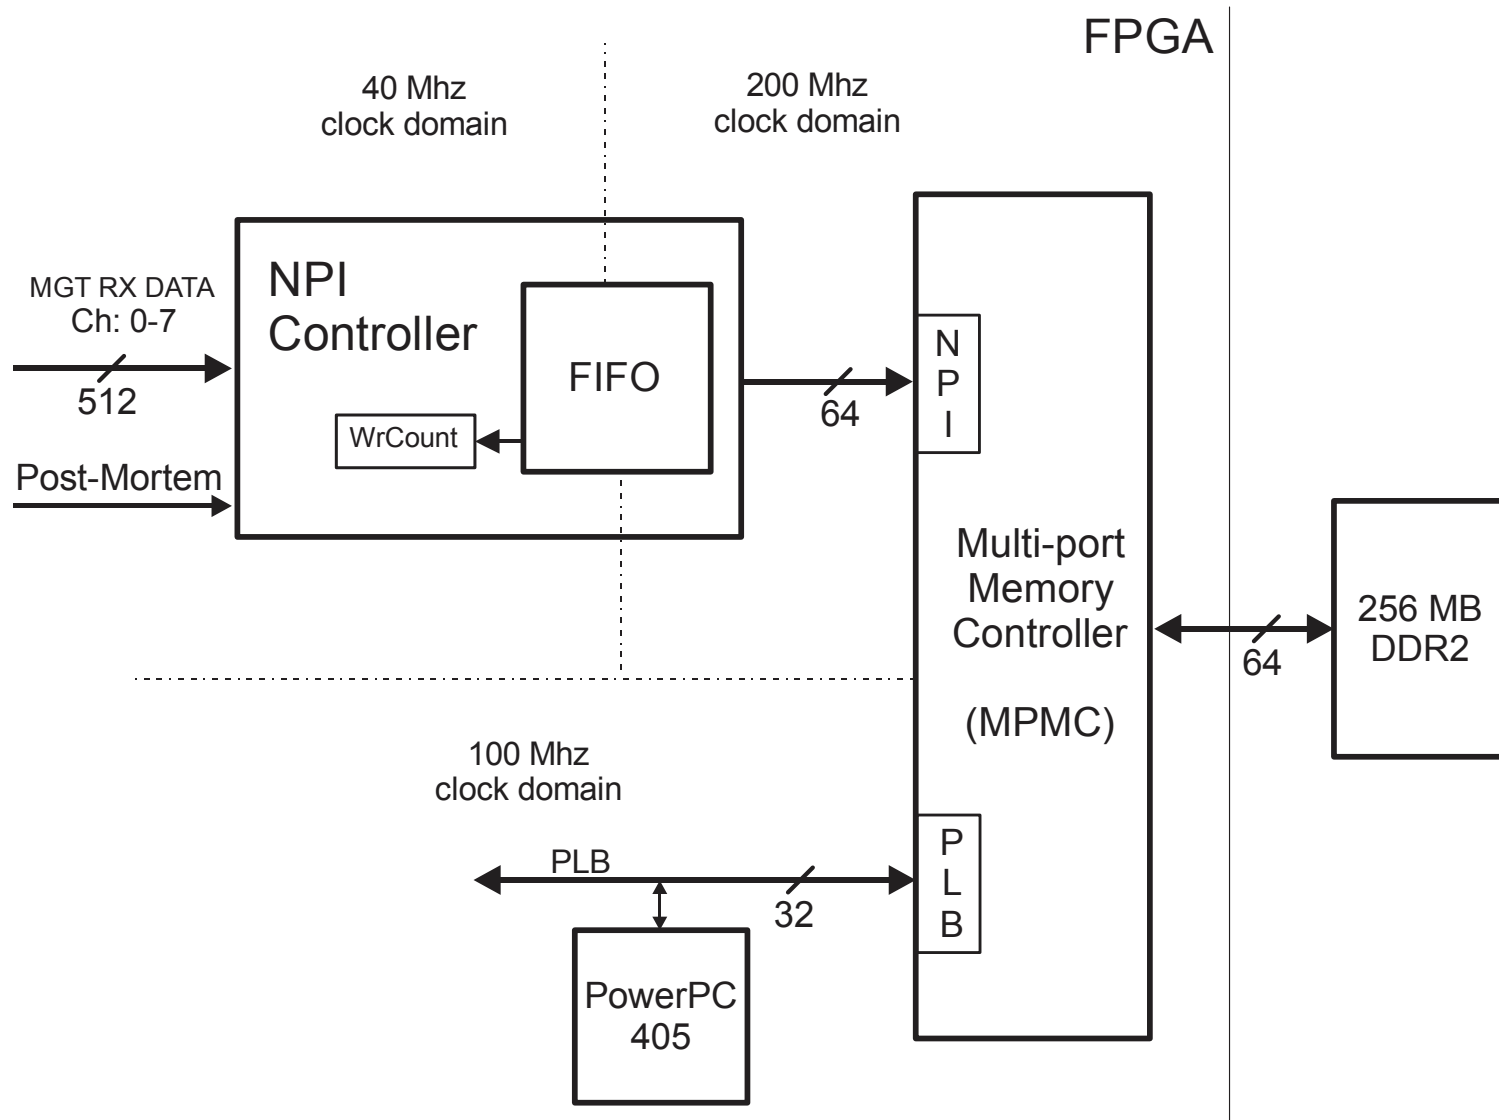 FPGA
40 Mhz
clock domain
200 Mhz
clock domain
MGT RX DATA
Ch: 0-7
512
Post-Mortem
NPI
Controller
FIFO
WrCount
64
N
P
I
Multi-port
Memory
Controller
(MPMC)
64
256 MB
DDR2
100 Mhz
clock domain
PLB
32
P
L
B
PowerPC
405